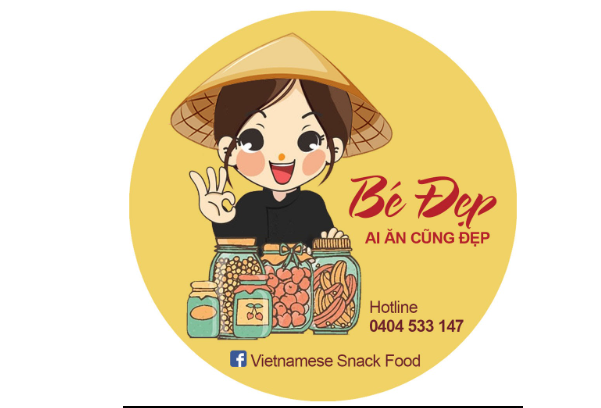 Bé Đẹp
AI ĂN CŨNG ĐẸP
Hotline
0404 533 147
Vietnamese Snack Food